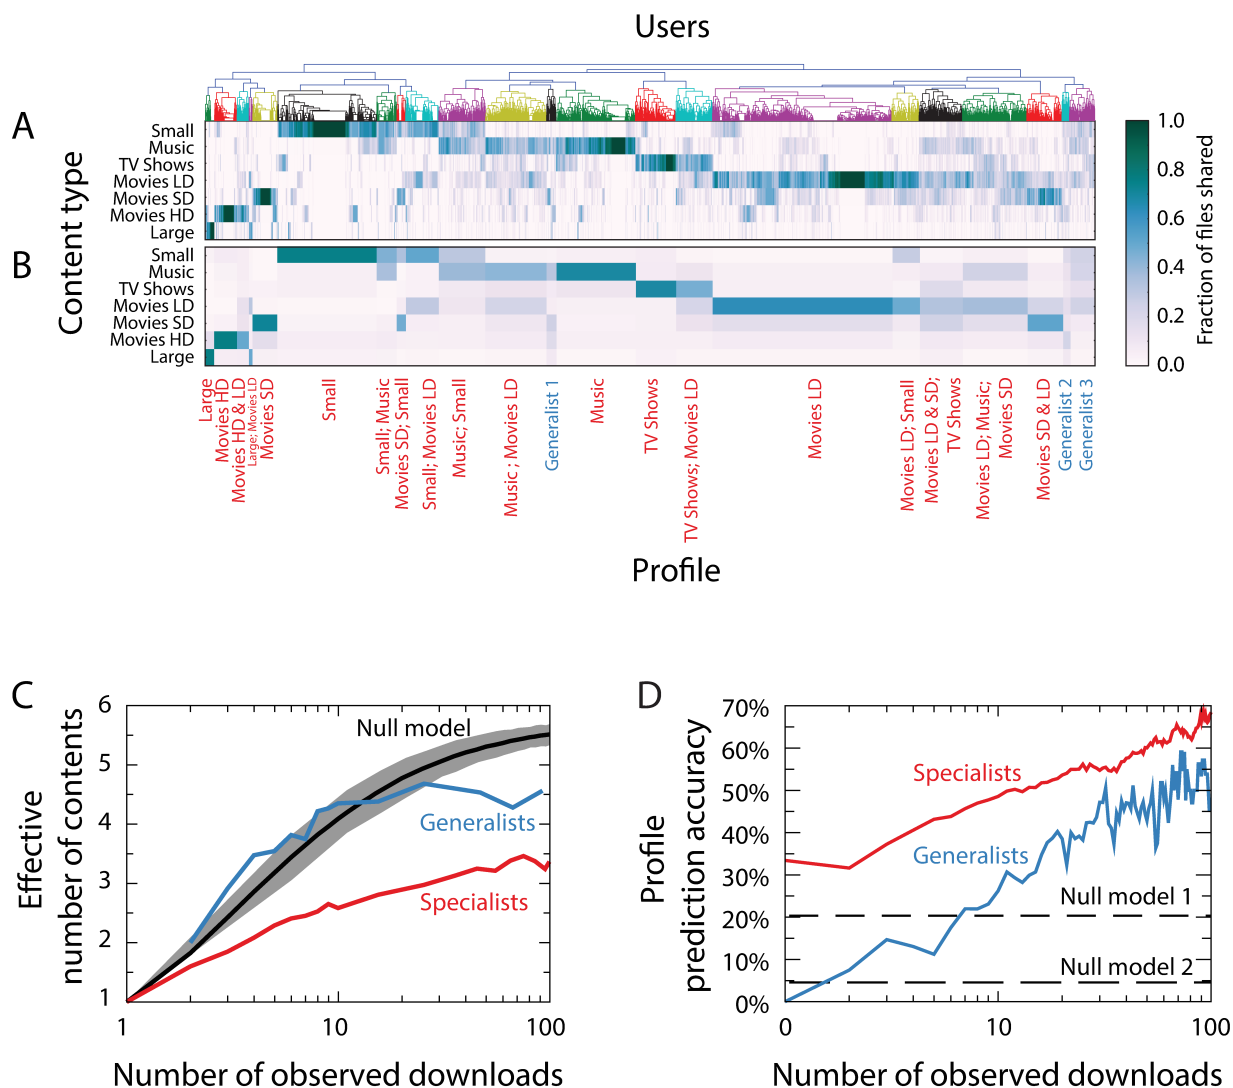 Users
A
Content type
Small
Music
TV Shows
Movies LD
Movies SD
Movies HD
Large
B
Small
Music
TV Shows
Movies LD
Movies SD
Movies HD
Large
1.0
0.8
0.6
0.4
0.2
0.0
Fraction of files shared
Large
Movies HD
Movies HD & LD
Large; Movies LD
Movies SD
Small
Small; Music
Movies SD; Small
Small; Movies LD
Music; Small
Music ; Movies LD
Generalist 1
Music
TV Shows
TV Shows; Movies LD
Movies LD
Movies LD; Small
Movies LD & SD;
TV Shows
Movies LD; Music;
Movies SD
Movies SD & LD
Generalist 2
Generalist 3
Profile
C
Effective
number of contents
6
5
4
3
2
1
Null model
Generalists
Specialists
1
10
100
Number of observed downloads
D
Profile
prediction accuracy
70%
60%
50%
40%
30%
20%
10%
0%
Specialists
Generalists
Null model 1
Null model 2
0
10
100
Number of observed downloads